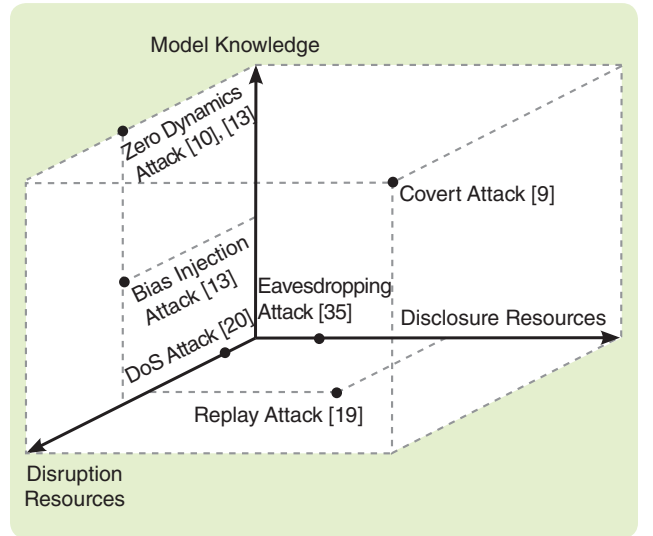 Model Knowledge
Zero Dynamics
Attack [10], [13]
Covert Attack [9]
Bias Injection
Attack [13]
Eavesdropping
Attack [35]
Disclosure Resources
DoS Attack [20]
Replay Attack [19]
Disruption
Resources